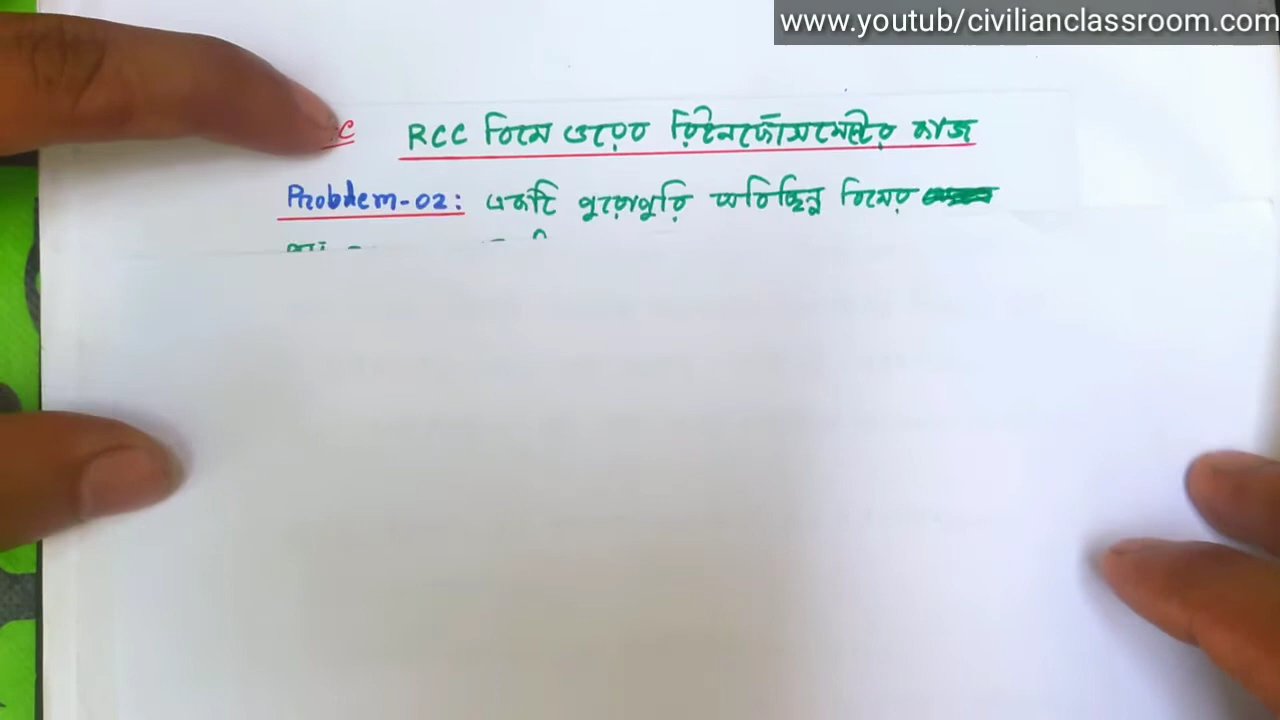 www.youtub/civilianclassroom.com
RCC বিমে ওয়েব রিইনফোর্সমেন্টের কাজ
Problem-02: একটি পুরোপুরি অবিচ্ছিন্ন বিমের